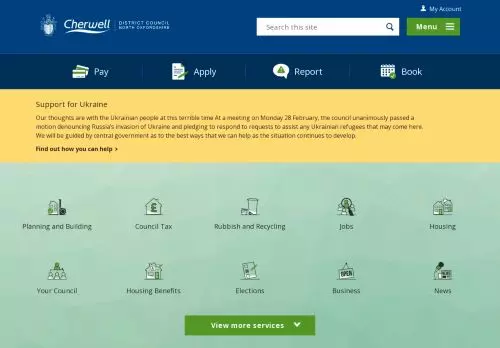 My Account
Cherwell
DISTRICT COUNCIL
NORTH OXFORDSHIRE
Search this site
Menu
Pay
Apply
Report
Book
Support for Ukraine
Our thoughts are with the Ukrainian people at this terrible time At a meeting on Monday 28 February, the council unanimously passed a
motion denouncing Russia's invasion of Ukraine and pledging to respond to requests to assist any Ukrainian refugees that may come here.
We will be guided by central government as to the best ways that we can help as the situation continues to develop.
Find out how you can help >
Planning and Building
Council Tax
Rubbish and Recycling
Jobs
Housing
OPEN
Your Council
Housing Benefits
Elections
Business
News
View more services